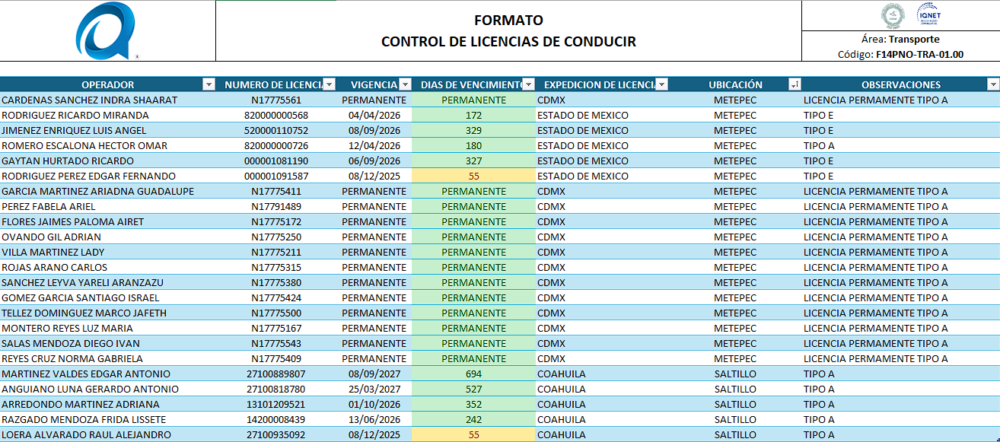 FORMATO
CONTROL DE LICENCIAS DE CONDUCIR
IQNET
Área: Transporte
Código: F14PNO-TRA-01.00
OPERADOR NUMERO DE LICENCI VIGENCIA DIAS DE VENCIMIENT EXPEDICION DE LICENCI UBICACIÓN OBSERVACIONES
CARDENAS SANCHEZ INDRA SHAARAT N17775561 PERMANENTE PERMANENTE CDMX METEPEC LICENCIA PERMAMENTE TIPO A
RODRIGUEZ RICARDO MIRANDA 820000000568 04/04/2026 172 ESTADO DE MEXICO METEPEC TIPO E
JIMENEZ ENRIQUEZ LUIS ANGEL 520000110752 08/09/2026 329 ESTADO DE MEXICO METEPEC TIPO E
ROMERO ESCALONA HECTOR OMAR 820000000726 12/04/2026 180 ESTADO DE MEXICO METEPEC TIPO A
GAYTAN HURTADO RICARDO 000001081190 06/09/2026 327 ESTADO DE MEXICO METEPEC TIPO E
RODRIGUEZ PEREZ EDGAR FERNANDO 000001091587 08/12/2025 55 ESTADO DE MEXICO METEPEC TIPO E
GARCIA MARTINEZ ARIADNA GUADALUPE N17775411 PERMANENTE PERMANENTE CDMX METEPEC LICENCIA PERMAMENTE TIPO A
PEREZ FABELA ARIEL N17791489 PERMANENTE PERMANENTE CDMX METEPEC LICENCIA PERMAMENTE TIPO A
FLORES JAIMES PALOMA AIRET N17775172 PERMANENTE PERMANENTE CDMX METEPEC LICENCIA PERMAMENTE TIPO A
OVANDO GIL ADRIAN N17775250 PERMANENTE PERMANENTE CDMX METEPEC LICENCIA PERMAMENTE TIPO A
VILLA MARTINEZ LADY N17775211 PERMANENTE PERMANENTE CDMX METEPEC LICENCIA PERMAMENTE TIPO A
ROJAS ARANO CARLOS N17775315 PERMANENTE PERMANENTE CDMX METEPEC LICENCIA PERMAMENTE TIPO A
SANCHEZ LEYVA YARELI ARANZAZU N17775380 PERMANENTE PERMANENTE CDMX METEPEC LICENCIA PERMAMENTE TIPO A
GOMEZ GARCIA SANTIAGO ISRAEL N17775424 PERMANENTE PERMANENTE CDMX METEPEC LICENCIA PERMAMENTE TIPO A
TELLEZ DOMINGUEZ MARCO JAFETH N17775500 PERMANENTE PERMANENTE CDMX METEPEC LICENCIA PERMAMENTE TIPO A
MONTERO REYES LUZ MARIA N17775167 PERMANENTE PERMANENTE CDMX METEPEC LICENCIA PERMAMENTE TIPO A
SALAS MENDOZA DIEGO IVAN N17775543 PERMANENTE PERMANENTE CDMX METEPEC LICENCIA PERMAMENTE TIPO A
REYES CRUZ NORMA GABRIELA N17775409 PERMANENTE PERMANENTE CDMX METEPEC LICENCIA PERMAMENTE TIPO A
MARTINEZ VALDES EDGAR ANTONIO 27100889807 08/09/2027 694 COAHUILA SALTILLO TIPO A
ANGUIANO LUNA GERARDO ANTONIO 27100818780 25/03/2027 527 COAHUILA SALTILLO TIPO A
ARREDONDO MARTINEZ ADRIANA 13101209521 01/10/2026 352 COAHUILA SALTILLO TIPO A
RAZGADO MENDOZA FRIDA LISSETE 14200008439 13/06/2026 242 COAHUILA SALTILLO TIPO A
LOERA ALVARADO RAUL ALEJANDRO 27100935092 08/12/2025 55 COAHUILA SALTILLO TIPO A